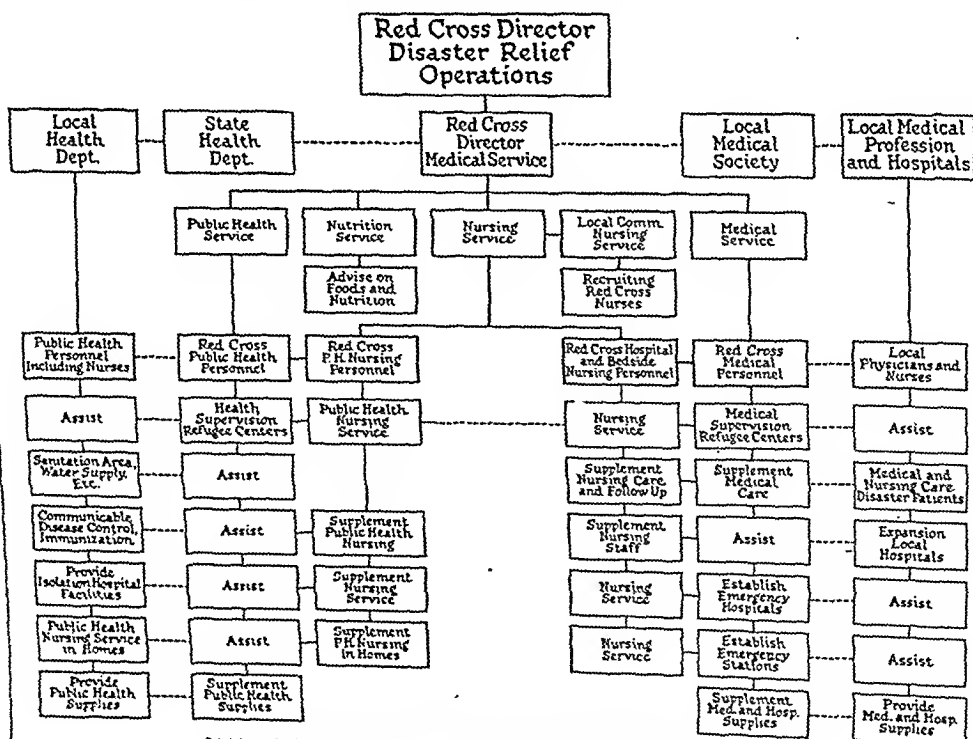 Red Cross Director
Disaster Relief
Operations
Local
Health
Dept.
State
Health
Dept.
Red Cross
Director
Medical Service
Local
Medical
Society
Local Medical
Profession
and Hospitals
Public Health
Service
Nutrition
Service
Nursing
Service
Local Comm.
Nursing
Service
Medical
Service
Advise on
Foods and
Nutrition
Recruiting
Red Cross
Nurses
Public Health
Personnel
Including Nurses
Red Cross
Public Health
Personnel
Red Cross
P.H. Nursing
Personnel
Red Cross Hospital
and Bedside
Nursing Personnel
Red Cross
Medical
Personnel
Local
Physicians and
Nurses
Assist
Health
Supervision
Refugee Centers
Public Health
Nursing
Service
Nursing
Service
Medical
Supervision
Refugee Centers
Assist
Sanitation Area,
Water Supply,
Etc.
Assist
Supplement
Nursing Care
and Follow Up
Supplement
Medical
Care
Medical and
Nursing Care
Disaster Patients
Communicable
Disease Control,
Immunization
Assist
Supplement
Public Health
Nursing
Supplement
Nursing
Staff
Assist
Expansion
Local
Hospitals
Provide
Isolation Hospital
Facilities
Assist
Supplement
Nursing
Service
Nursing
Service
Establish
Emergency
Hospitals
Assist
Public Health
Nursing Service
in Homes
Assist
Supplement
P.H. Nursing
in Homes
Nursing
Service
Establish
Emergency
Stations
Assist
Provide
Public Health
Supplies
Supplement
Public Health
Supplies
Supplement
Med. and Hosp.
Supplies
Provide
Med. and Hosp.
Supplies